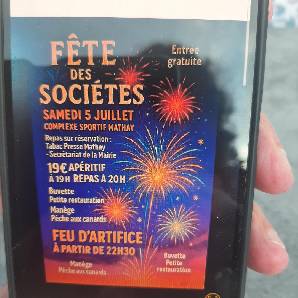 FÊTE
DES
SOCIÉTES
Entrée
gratuite
SAMEDI 5 JUILLET
COMPLEXE SPORTIF MATHAY
Repas sur réservation :
Tabac Presse Mathay
-Secrétariat de la Mairie
19€ APÉRITIF
À 19H REPAS À 20H
Buvette
Petite restauration
Manège
Pêche aux canards
FEU D'ARTIFICE
À PARTIR DE 22H30
Manège
Pêche aux canards
Buvette
Petite
restauration